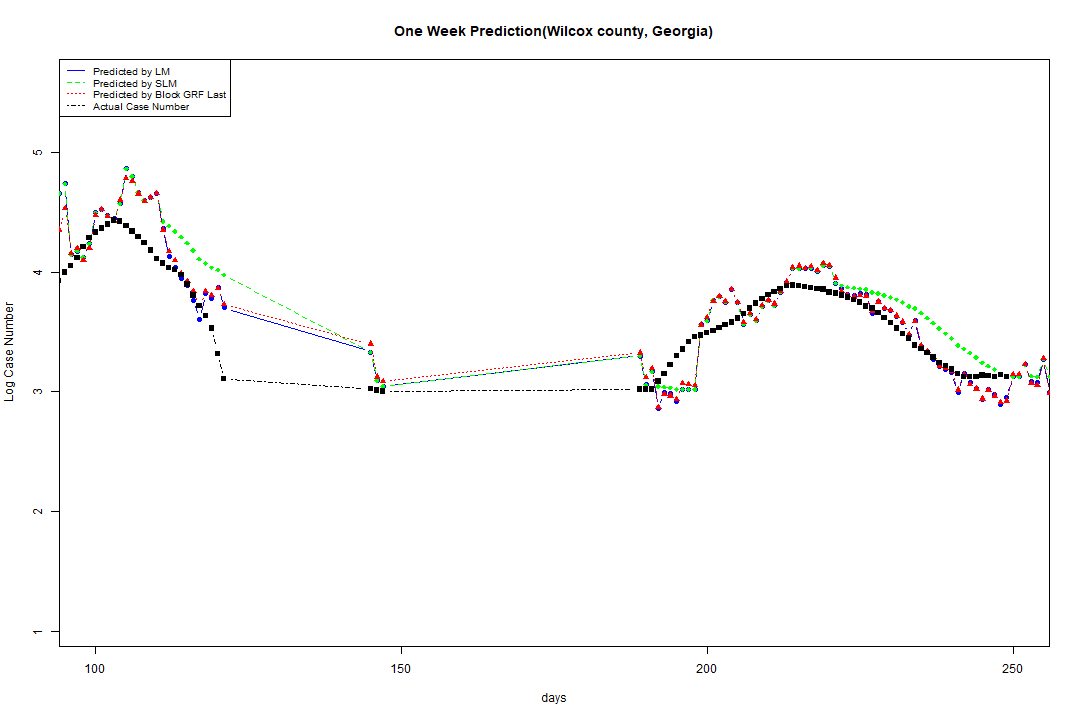 One Week Prediction(Wilcox county, Georgia)
Predicted by LM
Predicted by SLM
Predicted by Block GRF Last
Actual Case Number
5
4
3
2
1
Log Case Number
100 150 200 250
days